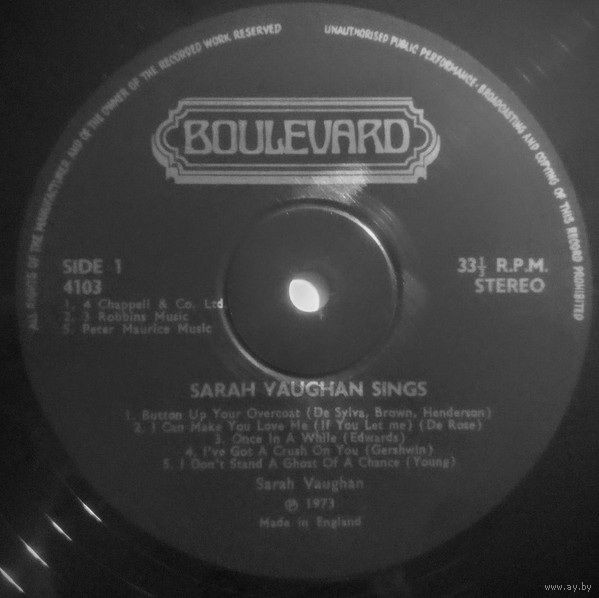 ALL RIGHTS OF THE MANUFACTURER AND OF THE OWNER OF THE RECORDED WORK RESERVED
UNAUTHORISED PUBLIC PERFORMANCE · BROADCASTING AND COPYING OF THIS RECORD PROHIBITED
BOULEVARD
SIDE 1
4103
33⅓ R.P.M.
STEREO
1. 4 Chappell & Co. Ltd.
2. 3 Robbins Music
5. Peter Maurice Music
SARAH VAUGHAN SINGS
1. Button Up Your Overcoat (De Sylva, Brown, Henderson)
2. I Can Make You Love Me (If You Let me) (De Rose)
3. Once In A While (Edwards)
4. I've Got A Crush On You (Gershwin)
5. I Don't Stand A Ghost Of A Chance (Young)
Sarah Vaughan
℗ 1973
Made in England
www.ay.by